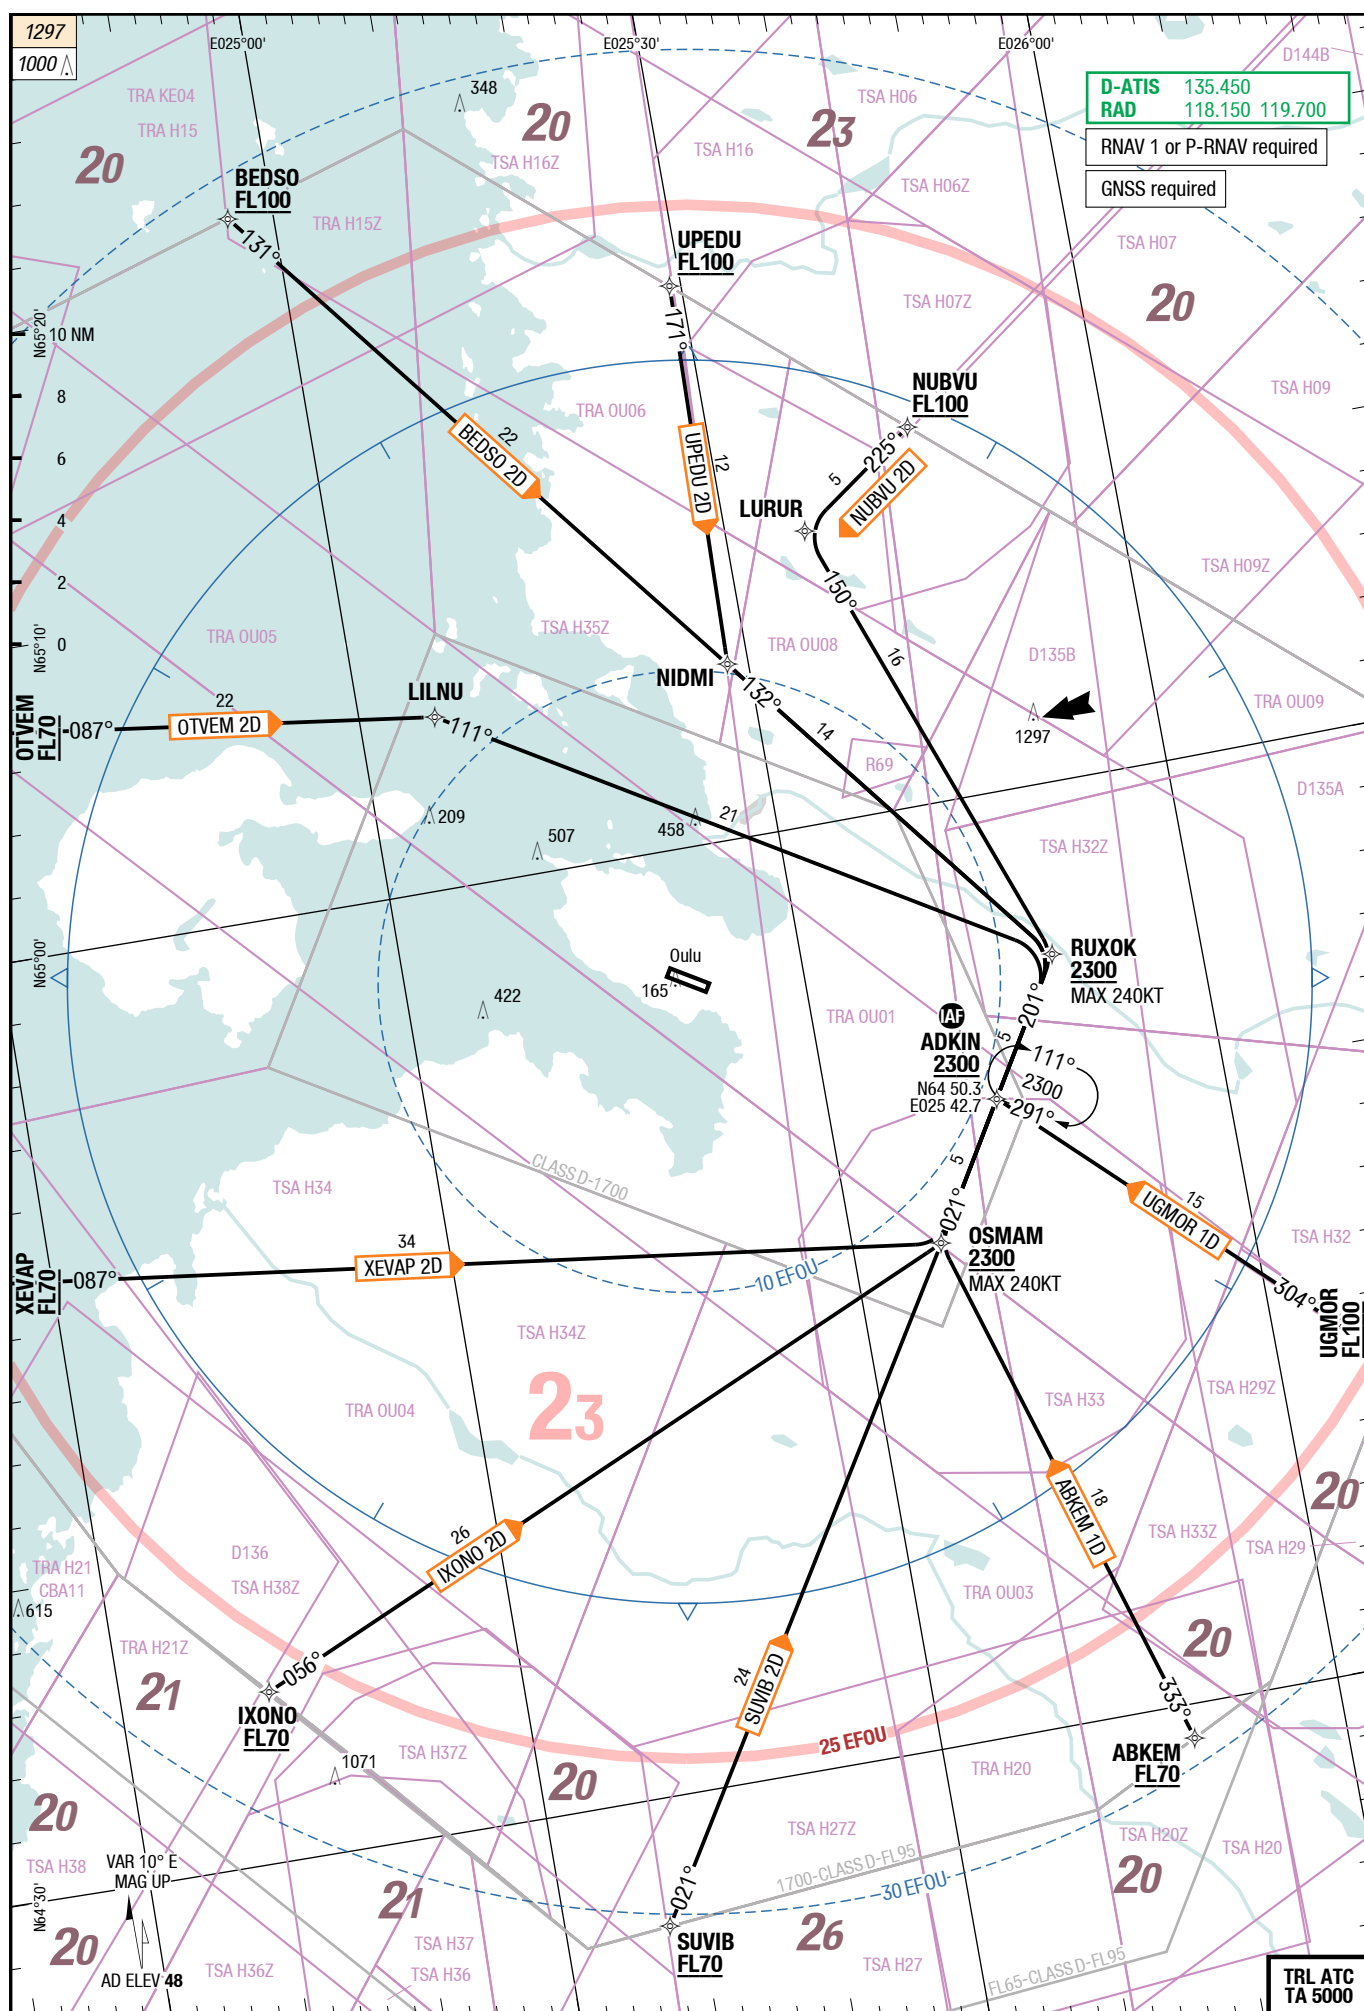 1297
1000
E025°00'
E025°30'
E026°00'
D144B
D-ATIS 135.450
RAD 118.150 119.700
RNAV 1 or P-RNAV required
GNSS required
TRA KE04
TRA H15
348
20
23
TSA H06
TSA H16
TSA H16Z
20
BEDSO
FL100
131°
TRA H15Z
TSA H06Z
UPEDU
FL100
171°
TSA H07
TSA H07Z
20
N65°20'
10 NM
8
6
4
2
0
NUBVU
FL100
225°
TSA H09
TRA OU06
22
BEDSO 2D
12
UPEDU 2D
5
NUBVU 2D
LURUR
150°
TSA H09Z
N65°10'
TRA OU05
TSA H35Z
TRA OU08
16
D135B
NIDMI
132°
TRA OU09
LILNU
111°
OTVEM
FL70
087°
22
OTVEM 2D
14
1297
R69
D135A
209
507
458
21
TSA H32Z
N65°00'
Oulu
165
422
RUXOK
2300
MAX 240KT
201°
TRA OU01
IAF
ADKIN
2300
N64 50.3
E025 42.7
5
111°
2300
291°
CLASS D-1700
5
021°
TSA H34
15
UGMOR 1D
TSA H32
304°
UGMOR
FL100
XEVAP
FL70
087°
34
XEVAP 2D
OSMAM
2300
MAX 240KT
10 EFOU
TSA H34Z
23
TRA OU04
TSA H33
TSA H29Z
20
18
ABKEM 1D
26
IXONO 2D
TSA H33Z
TSA H29
TRA H21
CBA11
D136
TSA H38Z
615
TRA OU03
20
TRA H21Z
21
056°
IXONO
FL70
24
SUVIB 2D
333°
25 EFOU
ABKEM
FL70
TSA H37Z
1071
20
TRA H20
20
TSA H27Z
TSA H20Z
TSA H20
TSA H38
VAR 10° E
MAG UP
1700-CLASS D-FL95
20
N64°30'
21
021°
30 EFOU
20
SUVIB
FL70
26
TSA H37
TSA H36
TSA H36Z
TSA H27
FL65-CLASS D-FL95
AD ELEV 48
TRL ATC
TA 5000